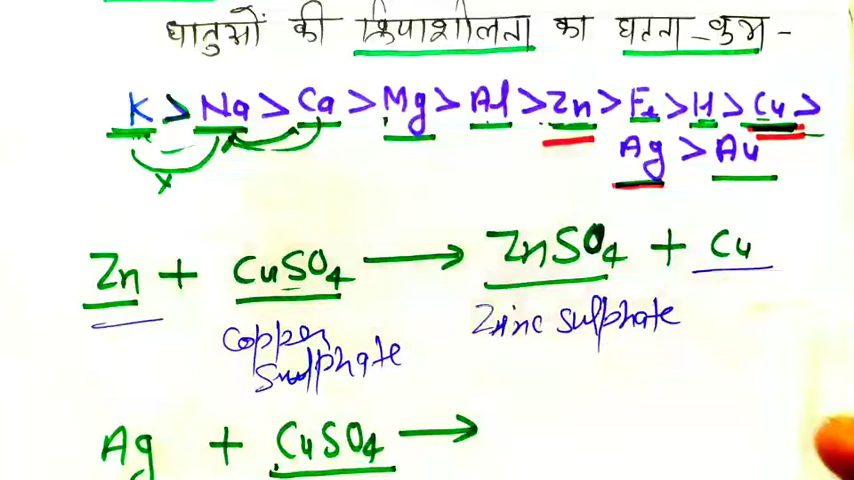 धातुओं की क्रियाशीलता का घटता-क्रम-
K > Na > Ca > Mg > Al > Zn > Fe > H > Cu >
Ag > Au
Zn + CuSO4 → ZnSO4 + Cu
Copper Zinc sulphate
Sulphate
x
Ag + CuSO4 →